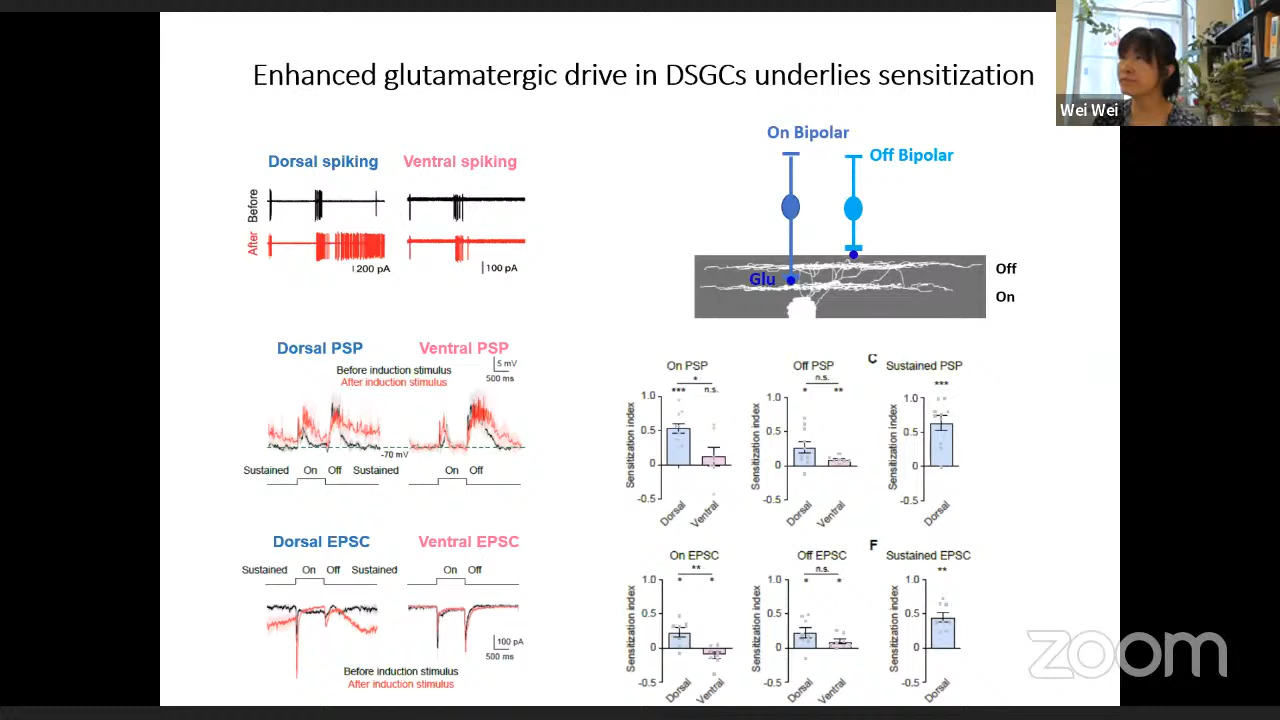 Enhanced glutamatergic drive in DSGCs underlies sensitization
Wei Wei
Dorsal spiking
Ventral spiking
Before
After
200 pA
100 pA
On Bipolar
Off Bipolar
Glu
Off
On
Dorsal PSP
Ventral PSP
Before induction stimulus
After induction stimulus
5 mV
500 ms
-70 mV
Sustained On Off Sustained
On Off
Dorsal EPSC
Ventral EPSC
Sustained On Off Sustained
On Off
100 pA
500 ms
Before induction stimulus
After induction stimulus
On PSP
*
*** n.s.
Sensitization index
1.0
0.5
0
-0.5
Dorsal
Ventral
Off PSP
n.s.
* **
Sensitization index
1.0
0.5
0
-0.5
Dorsal
Ventral
C
Sustained PSP
***
Sensitization index
1.0
0.5
0
-0.5
Dorsal
On EPSC
**
* *
Sensitization index
1.0
0.5
0
-0.5
Dorsal
Ventral
Off EPSC
n.s.
* *
Sensitization index
1.0
0.5
0
-0.5
Dorsal
Ventral
F
Sustained EPSC
**
Sensitization index
1.0
0.5
0
-0.5
Dorsal
zoom